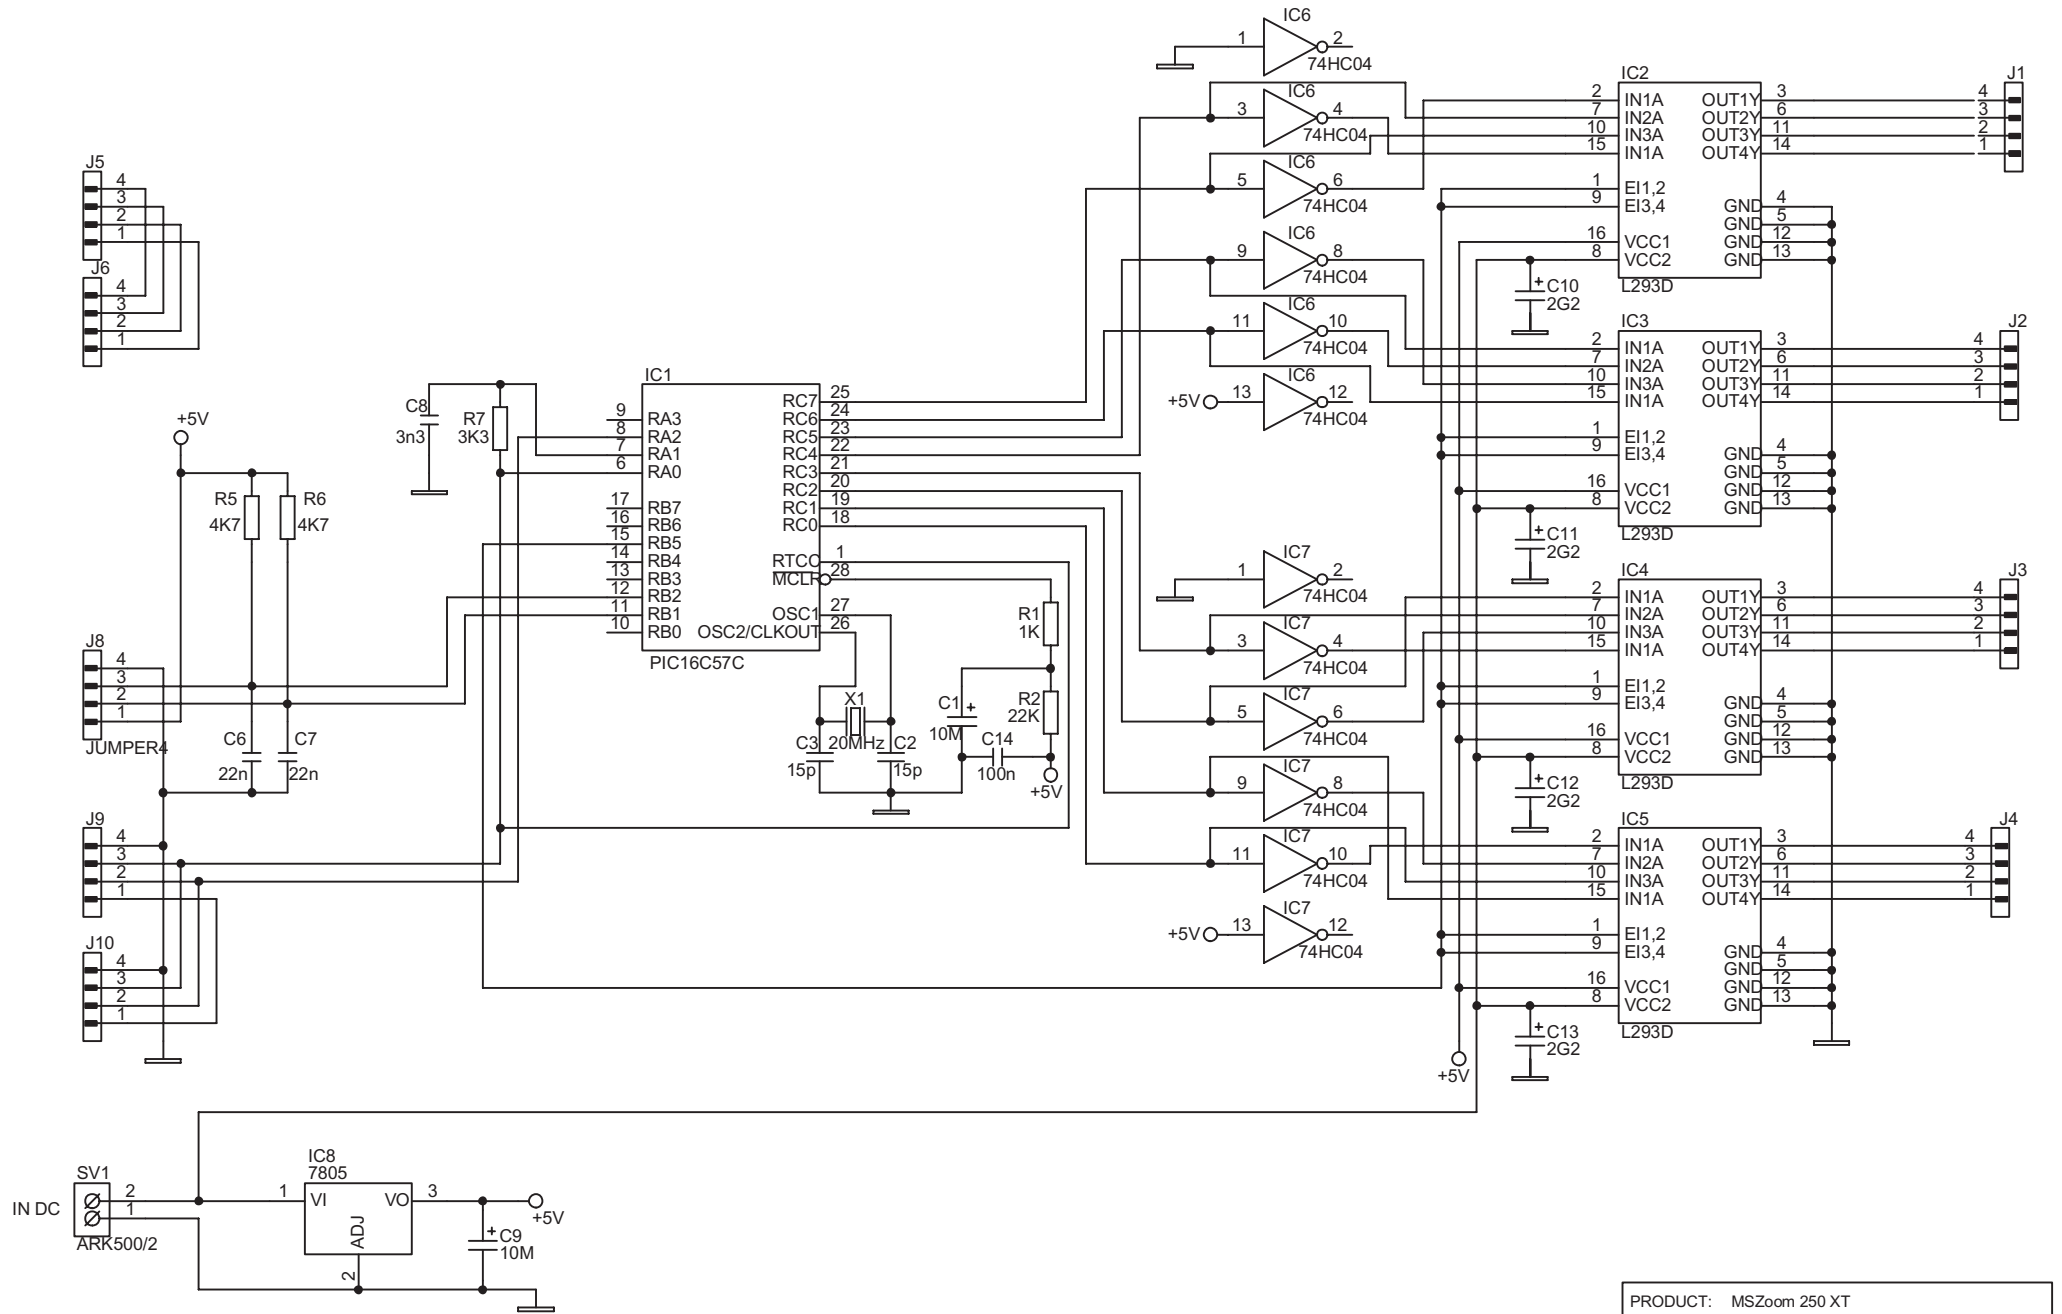 IC6
1 2
74HC04
IC6
3 4
74HC04
IC6
5 6
74HC04
IC6
9 8
74HC04
IC6
11 10
74HC04
IC6
+5V 13 12
74HC04
IC7
1 2
74HC04
IC7
3 4
74HC04
IC7
5 6
74HC04
IC7
9 8
74HC04
IC7
11 10
74HC04
IC7
+5V 13 12
74HC04
IC2
2 IN1A OUT1Y 3
7 IN2A OUT2Y 6
10 IN3A OUT3Y 11
15 IN1A OUT4Y 14
1 EI1,2
9 EI3,4 GND 4
GND 5
16 VCC1 GND 12
8 VCC2 GND 13
L293D
J1
4
3
2
1
+ C10
2G2
IC3
2 IN1A OUT1Y 3
7 IN2A OUT2Y 6
10 IN3A OUT3Y 11
15 IN1A OUT4Y 14
1 EI1,2
9 EI3,4 GND 4
GND 5
16 VCC1 GND 12
8 VCC2 GND 13
L293D
J2
4
3
2
1
+ C11
2G2
IC4
2 IN1A OUT1Y 3
7 IN2A OUT2Y 6
10 IN3A OUT3Y 11
15 IN1A OUT4Y 14
1 EI1,2
9 EI3,4 GND 4
GND 5
16 VCC1 GND 12
8 VCC2 GND 13
L293D
J3
4
3
2
1
+ C12
2G2
IC5
2 IN1A OUT1Y 3
7 IN2A OUT2Y 6
10 IN3A OUT3Y 11
15 IN1A OUT4Y 14
1 EI1,2
9 EI3,4 GND 4
GND 5
16 VCC1 GND 12
8 VCC2 GND 13
L293D
J4
4
3
2
1
+ C13
2G2
+5V
J5
4
3
2
1
J6
4
3
2
1
+5V
R5
4K7
R6
4K7
J8
4
3
2
1
JUMPER4
C6
22n
C7
22n
J9
4
3
2
1
J10
4
3
2
1
C8
3n3
R7
3K3
IC1
9 RA3 RC7 25
8 RA2 RC6 24
7 RA1 RC5 23
6 RA0 RC4 22
RC3 21
17 RB7 RC2 20
16 RB6 RC1 19
15 RB5 RC0 18
14 RB4 RTCC 1
13 RB3 MCLR 28
12 RB2
11 RB1 OSC1 27
10 RB0 OSC2/CLKOUT 26
PIC16C57C
R1
1K
R2
22K
C1 +
10M
C14
100n
+5V
X1
20MHz
C3
15p
C2
15p
IC8
7805
SV1
IN DC
2
1
ARK500/2
1 VI VO 3
ADJ
2
+5V
+ C9
10M
PRODUCT: MSZoom 250 XT